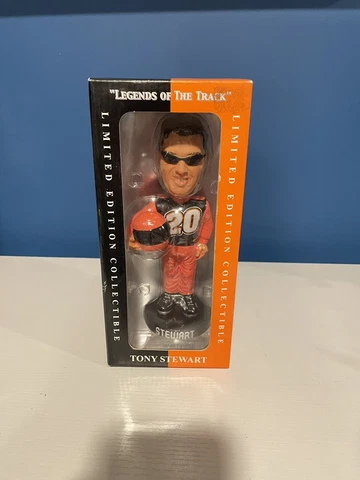 "LEGENDS OF THE TRACK"
LIMITED EDITION COLLECTIBLE
LIMITED EDITION COLLECTIBLE
20
STEWART
TONY STEWART